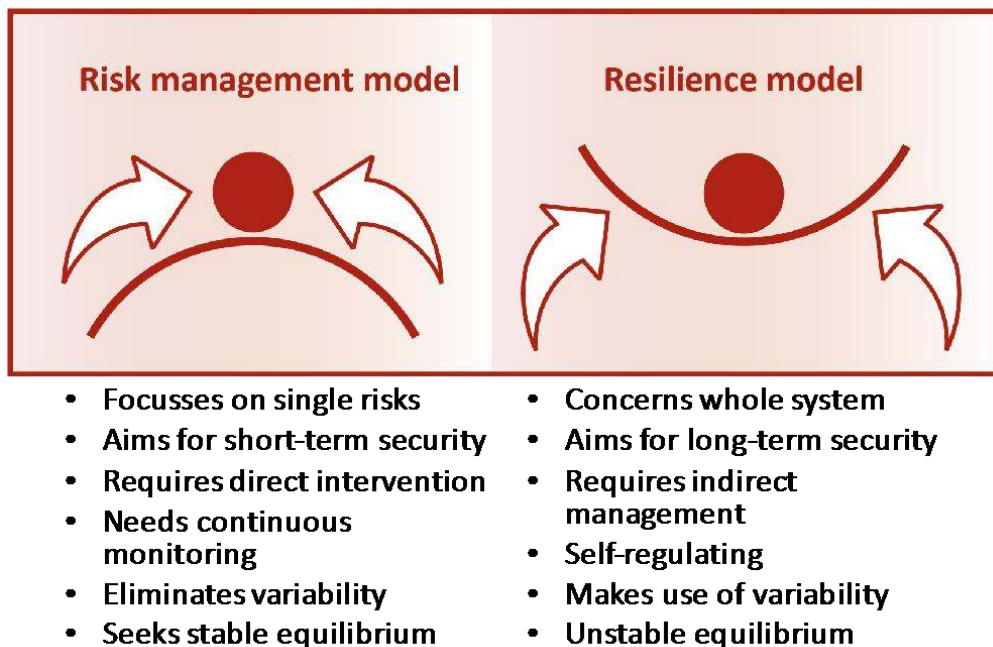 Risk management model
Resilience model
• Focusses on single risks
• Aims for short-term security
• Requires direct intervention
• Needs continuous
monitoring
• Eliminates variability
• Seeks stable equilibrium
• Concerns whole system
• Aims for long-term security
• Requires indirect
management
• Self-regulating
• Makes use of variability
• Unstable equilibrium